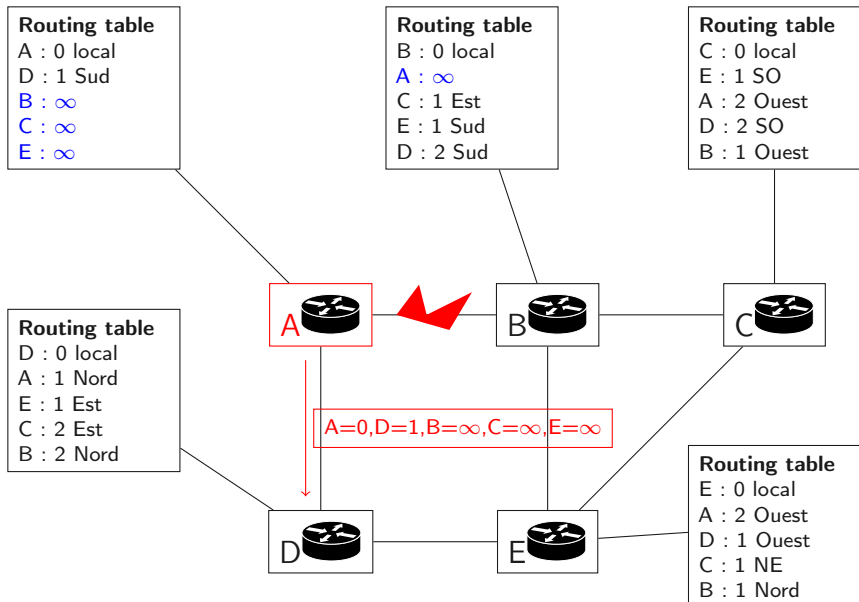 Routing table
A : 0 local
D : 1 Sud
B : ∞
C : ∞
E : ∞
Routing table
B : 0 local
A : ∞
C : 1 Est
E : 1 Sud
D : 2 Sud
Routing table
C : 0 local
E : 1 SO
A : 2 Ouest
D : 2 SO
B : 1 Ouest
A
B
C
Routing table
D : 0 local
A : 1 Nord
E : 1 Est
C : 2 Est
B : 2 Nord
A=0,D=1,B=∞,C=∞,E=∞
D
E
Routing table
E : 0 local
A : 2 Ouest
D : 1 Ouest
C : 1 NE
B : 1 Nord